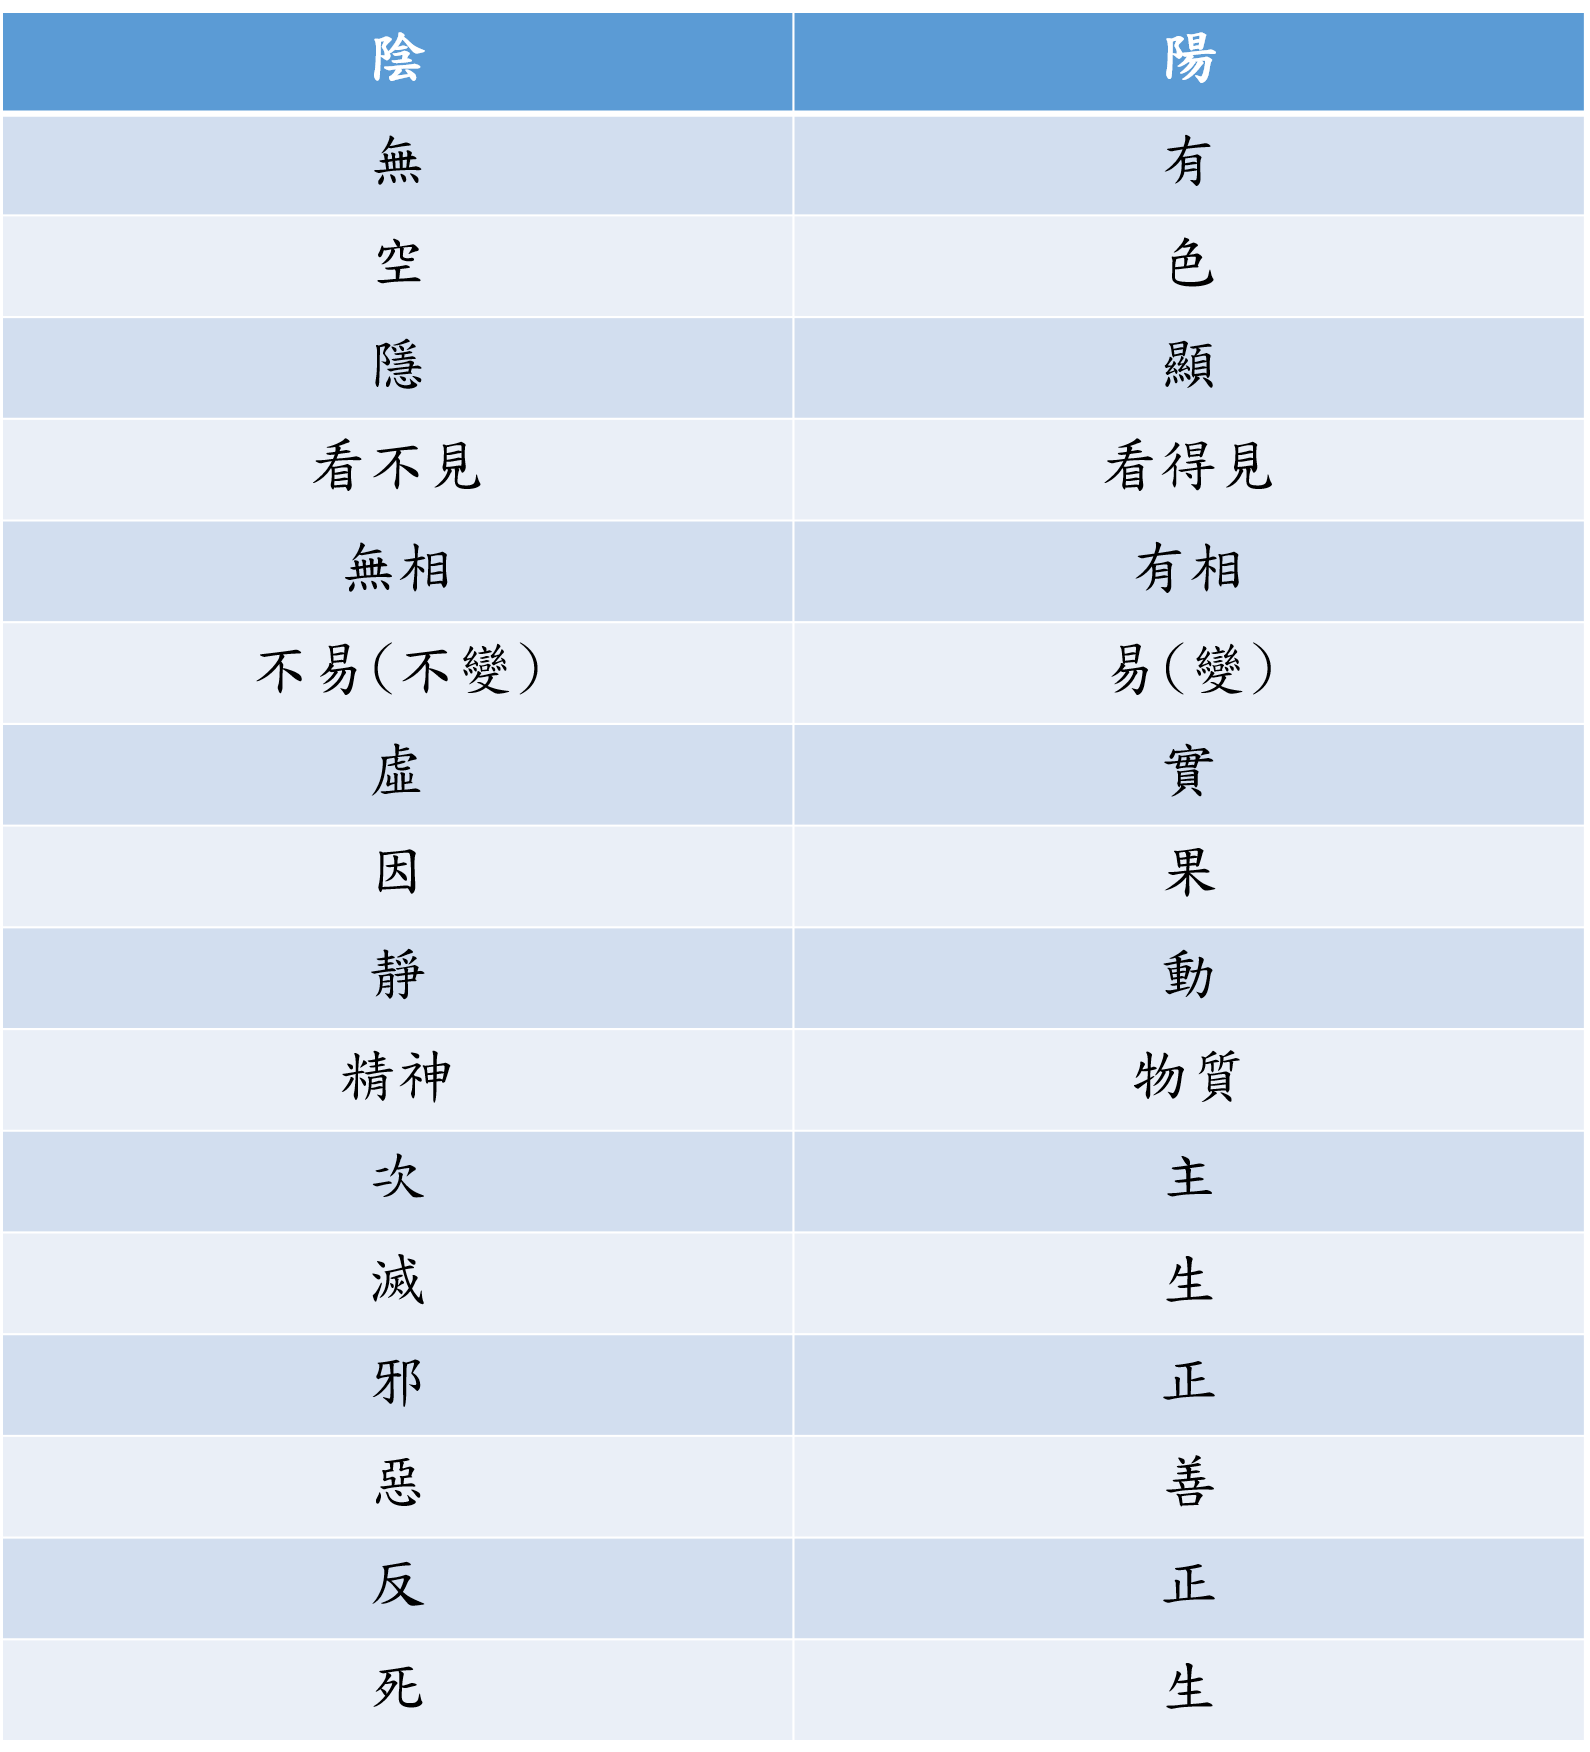 陰 陽
無 有
空 色
隱 顯
看不見 看得見
無相 有相
不易(不變) 易(變)
虛 實
因 果
靜 動
精神 物質
次 主
滅 生
邪 正
惡 善
反 正
死 生